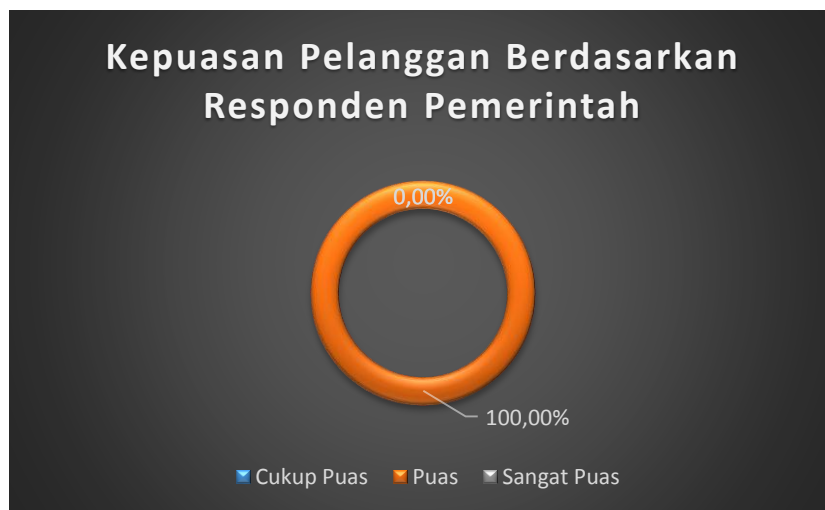 Kepuasan Pelanggan Berdasarkan
Responden Pemerintah
0,00%
100,00%
Cukup Puas Puas Sangat Puas